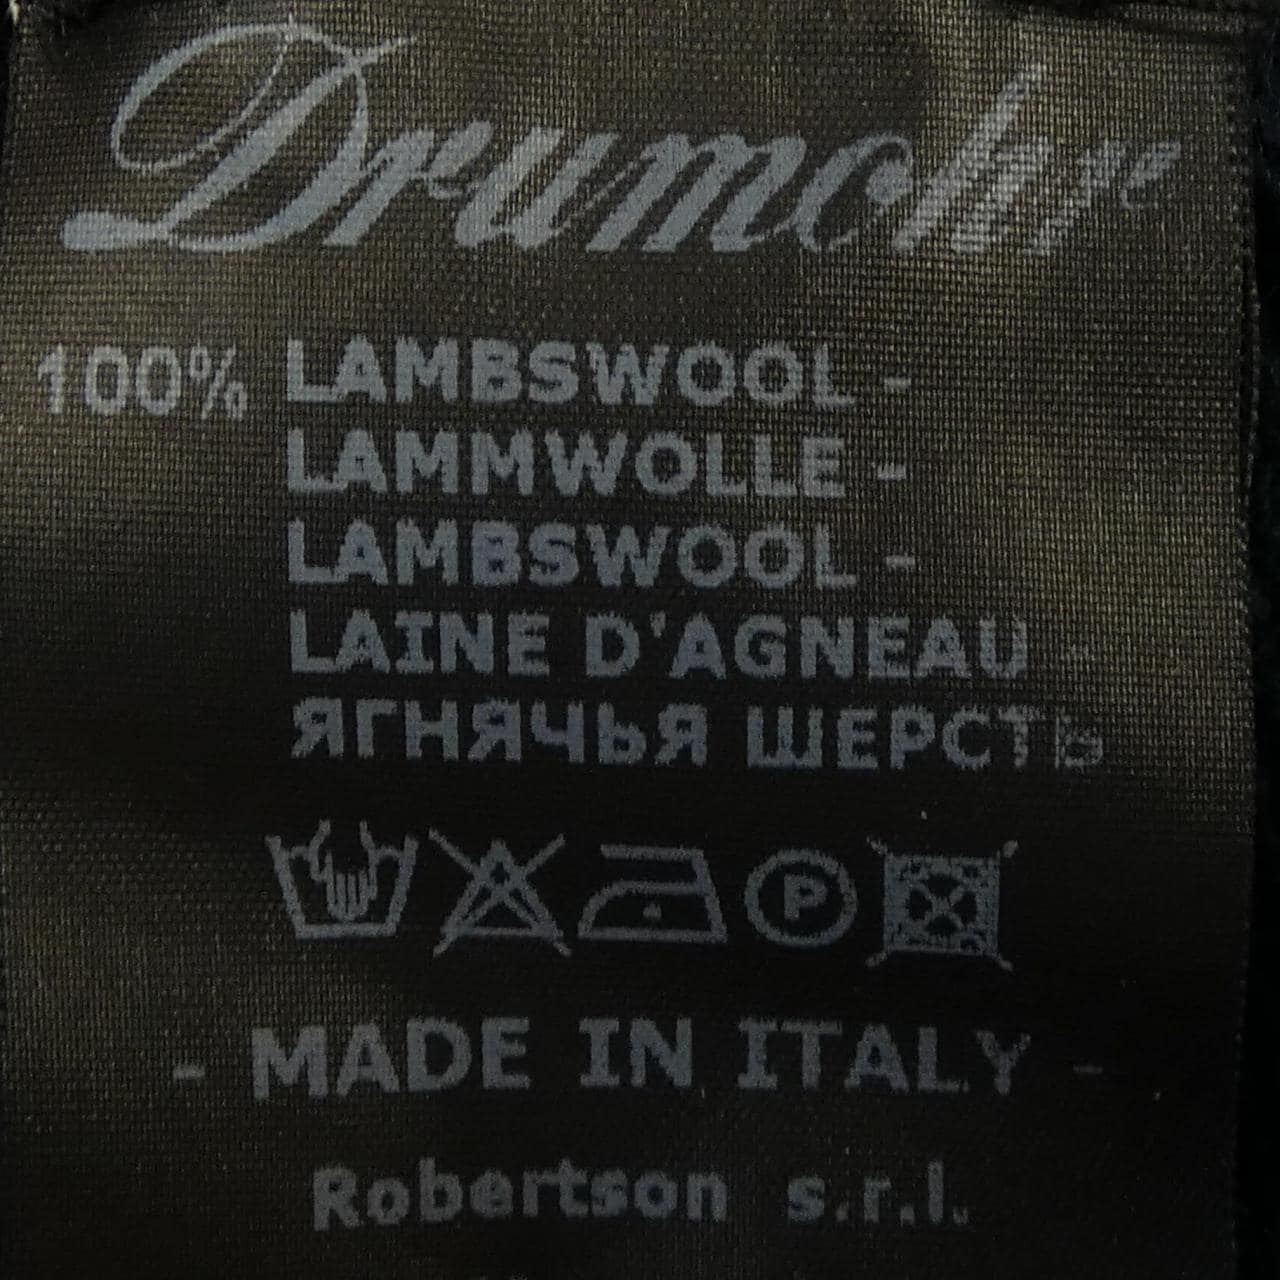 Drumohr
100% LAMBSWOOL -
LAMMWOLLE -
LAMBSWOOL -
LAINE D'AGNEAU -
ЯГНЯЧЬЯ ШЕРСТЬ
P
- MADE IN ITALY -
Robertson s.r.l.